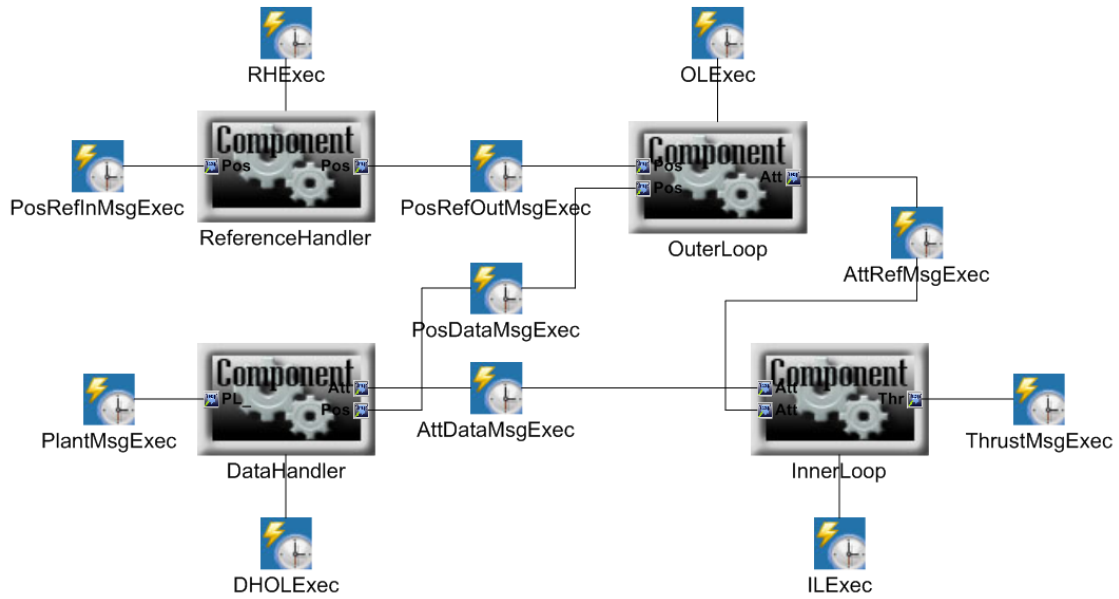 RHExec
OLExec
Component
Pos
Pos
PosRefInMsgExec
ReferenceHandler
PosRefOutMsgExec
Component
Pos
Pos
Att
OuterLoop
AttRefMsgExec
PosDataMsgExec
Component
PL_
Att
Pos
PlantMsgExec
DataHandler
AttDataMsgExec
Component
Att
Att
Thr
InnerLoop
ThrustMsgExec
DHOLExec
ILExec